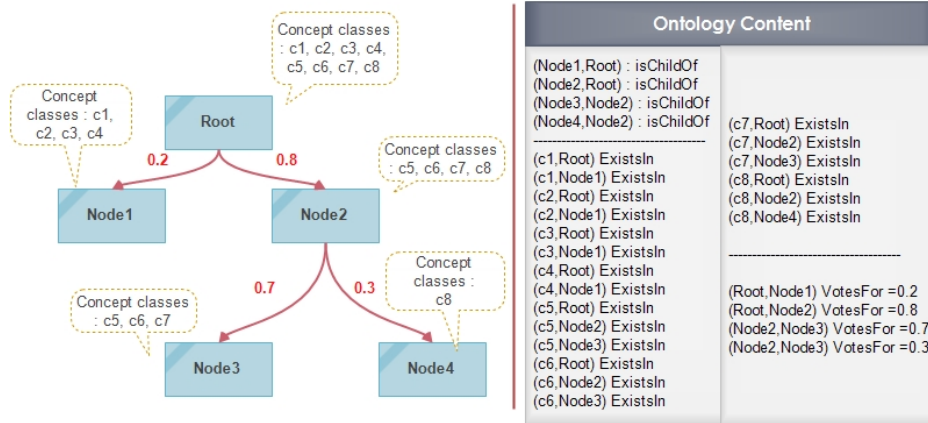 Concept classes
: c1, c2, c3, c4,
c5, c6, c7, c8
Concept
classes : c1,
c2, c3, c4
Root
0.2
0.8
Concept classes
: c5, c6, c7, c8
Node1
Node2
0.7
0.3
Concept
classes :
c8
Concept classes
: c5, c6, c7
Node3
Node4
Ontology Content
(Node1,Root) : isChildOf
(Node2,Root) : isChildOf
(Node3,Node2) : isChildOf
(Node4,Node2) : isChildOf
---------------------------------------
(c1,Root) ExistsIn
(c1,Node1) ExistsIn
(c2,Root) ExistsIn
(c2,Node1) ExistsIn
(c3,Root) ExistsIn
(c3,Node1) ExistsIn
(c4,Root) ExistsIn
(c4,Node1) ExistsIn
(c5,Root) ExistsIn
(c5,Node2) ExistsIn
(c5,Node3) ExistsIn
(c6,Root) ExistsIn
(c6,Node2) ExistsIn
(c6,Node3) ExistsIn
(c7,Root) ExistsIn
(c7,Node2) ExistsIn
(c7,Node3) ExistsIn
(c8,Root) ExistsIn
(c8,Node2) ExistsIn
(c8,Node4) ExistsIn
---------------------------------------
(Root,Node1) VotesFor =0.2
(Root,Node2) VotesFor =0.8
(Node2,Node3) VotesFor =0.7
(Node2,Node3) VotesFor =0.3